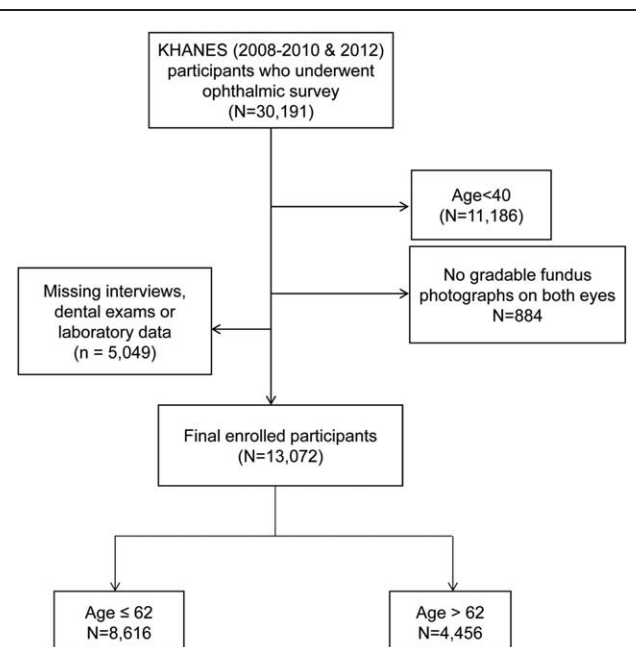 KHANES (2008-2010 & 2012)
participants who underwent
ophthalmic survey
(N=30,191)
Age<40
(N=11,186)
No gradable fundus
photographs on both eyes
N=884
Missing interviews,
dental exams or
laboratory data
(n = 5,049)
Final enrolled participants
(N=13,072)
Age ≤ 62
N=8,616
Age > 62
N=4,456